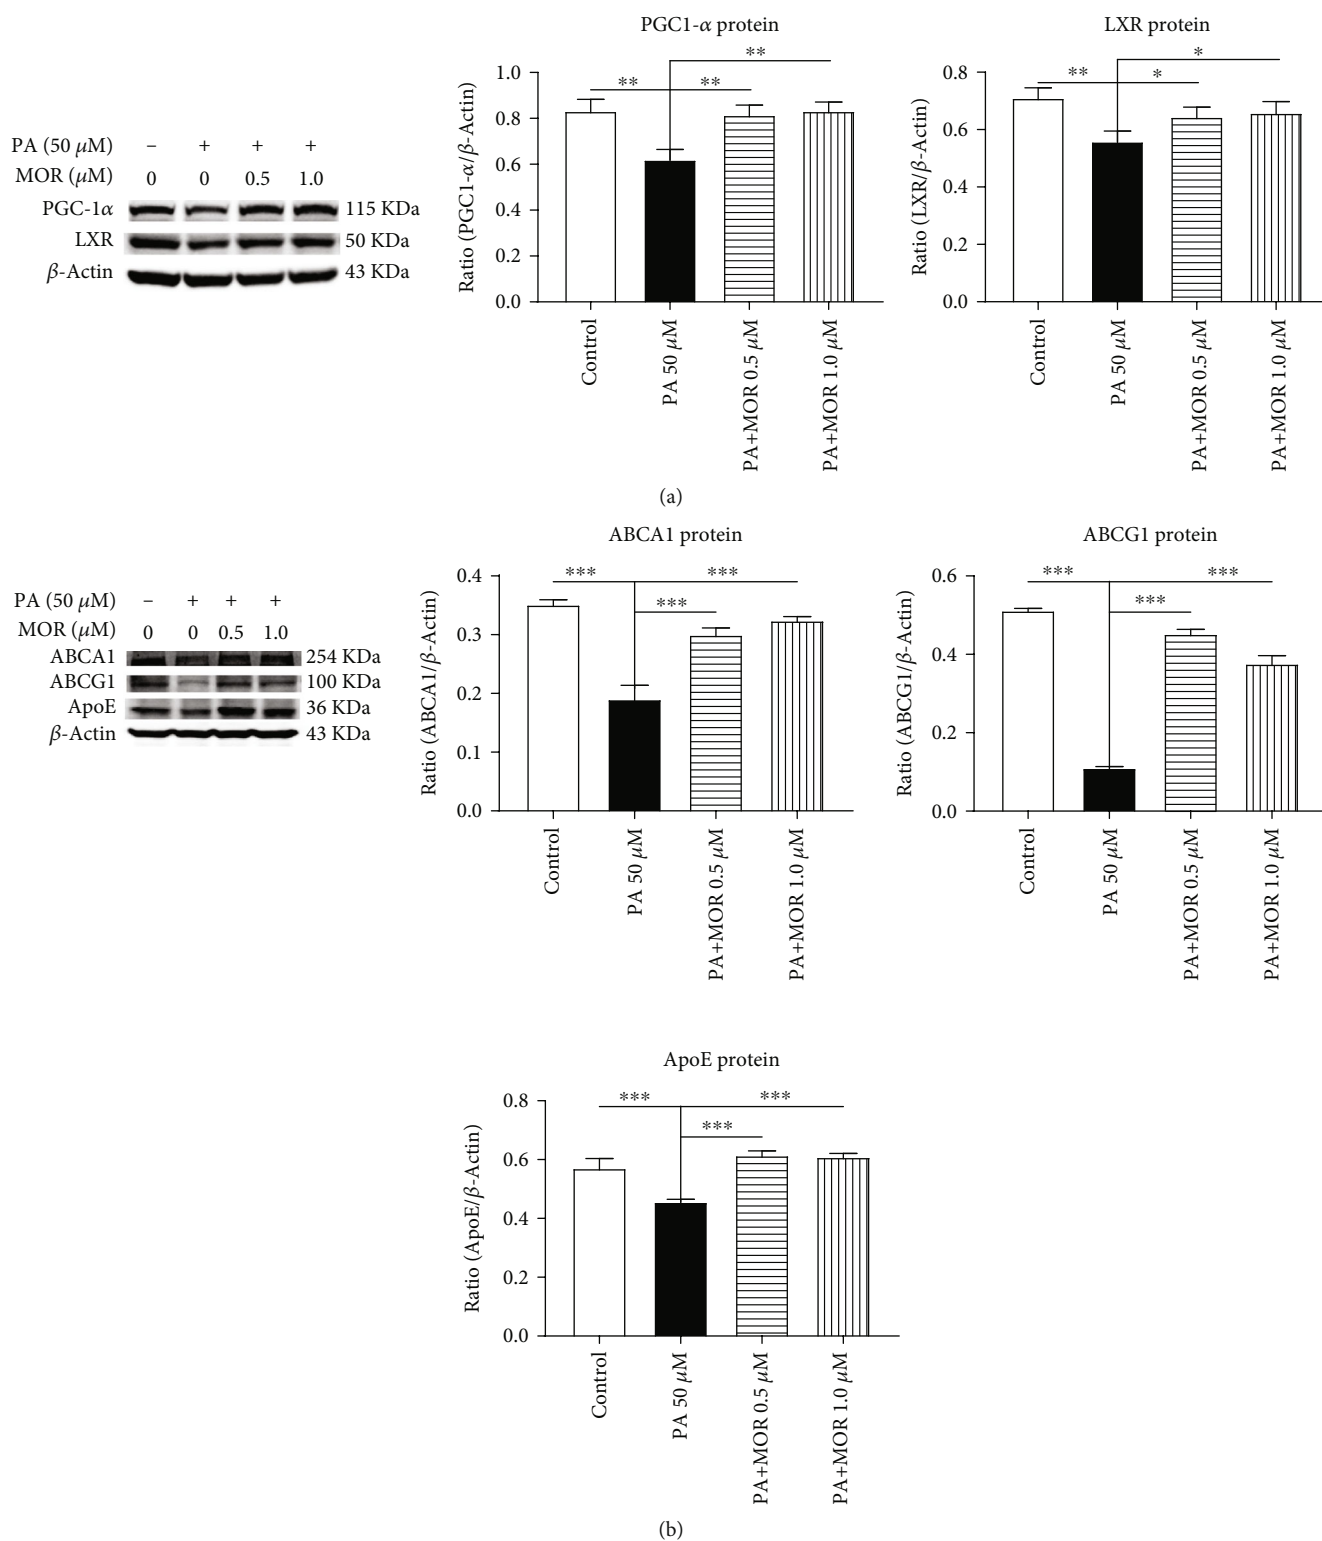 PA (50 μM) – + + +
MOR (μM) 0 0 0.5 1.0
PGC-1α 115 KDa
LXR 50 KDa
β-Actin 43 KDa
PGC1-α protein
** ** **
Ratio (PGC1-α/β-Actin)
1.0
0.8
0.6
0.4
0.2
0.0
Control
PA 50 μM
PA+MOR 0.5 μM
PA+MOR 1.0 μM
LXR protein
** * *
Ratio (LXR/β-Actin)
0.8
0.6
0.4
0.2
0.0
Control
PA 50 μM
PA+MOR 0.5 μM
PA+MOR 1.0 μM
(a)
PA (50 μM) – + + +
MOR (μM) 0 0 0.5 1.0
ABCA1 254 KDa
ABCG1 100 KDa
ApoE 36 KDa
β-Actin 43 KDa
ABCA1 protein
*** *** ***
Ratio (ABCA1/β-Actin)
0.4
0.3
0.2
0.1
0.0
Control
PA 50 μM
PA+MOR 0.5 μM
PA+MOR 1.0 μM
ABCG1 protein
*** *** ***
Ratio (ABCG1/β-Actin)
0.6
0.4
0.2
0.0
Control
PA 50 μM
PA+MOR 0.5 μM
PA+MOR 1.0 μM
ApoE protein
*** *** ***
Ratio (ApoE/β-Actin)
0.8
0.6
0.4
0.2
0.0
Control
PA 50 μM
PA+MOR 0.5 μM
PA+MOR 1.0 μM
(b)